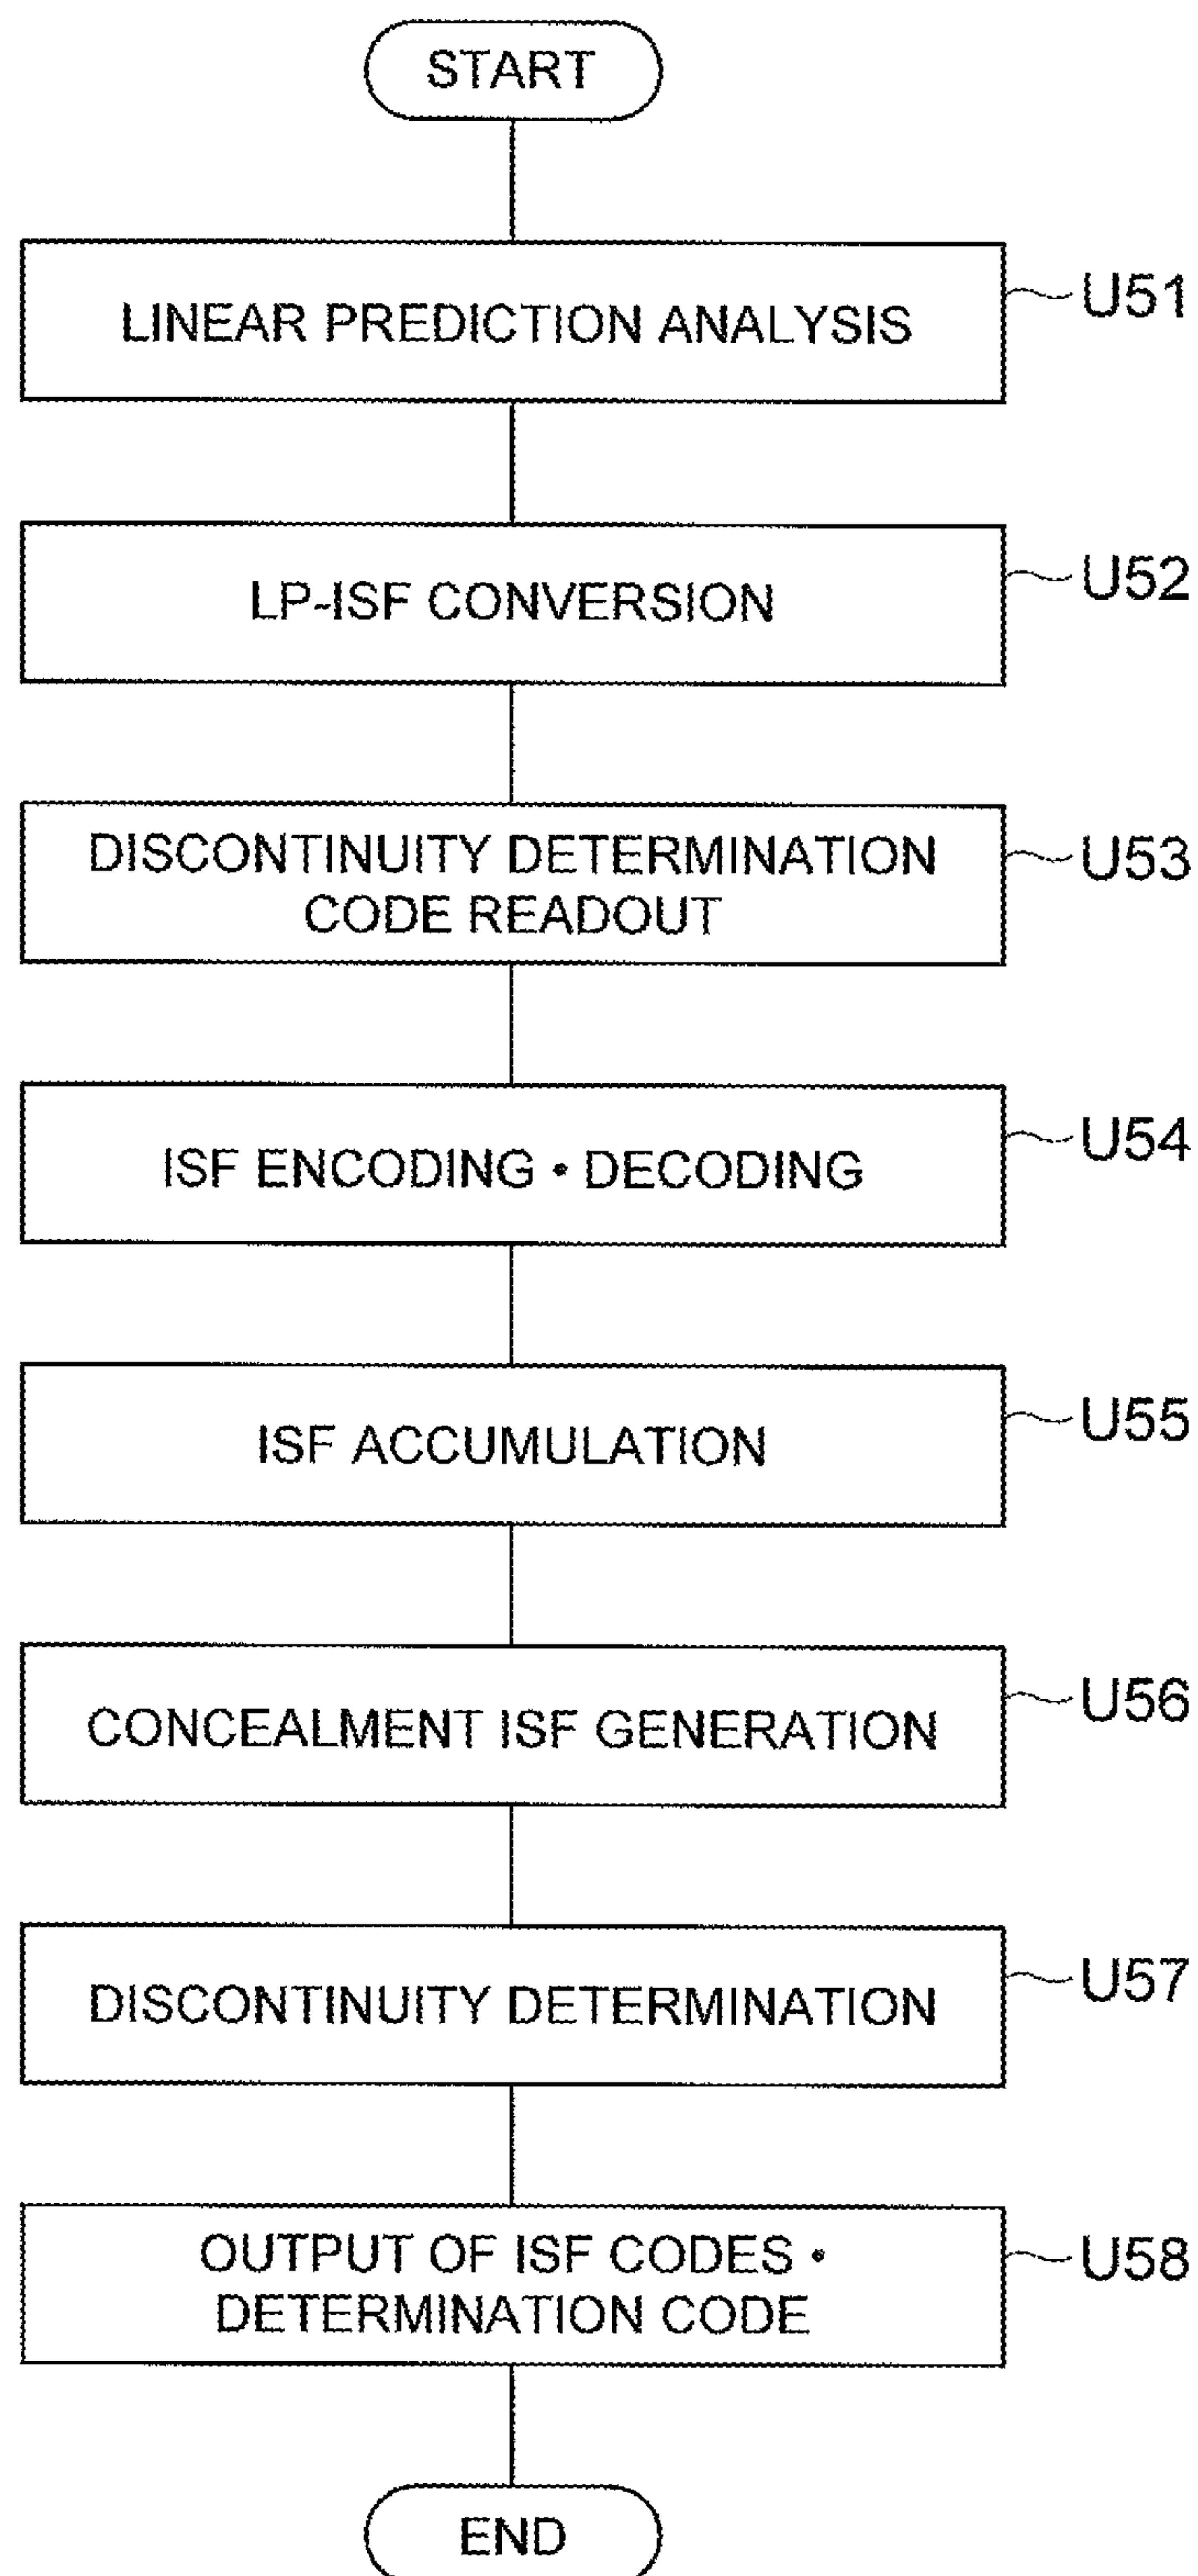 START
LINEAR PREDICTION ANALYSIS
U51
LP-ISF CONVERSION
U52
DISCONTINUITY DETERMINATION
CODE READOUT
U53
ISF ENCODING • DECODING
U54
ISF ACCUMULATION
U55
CONCEALMENT ISF GENERATION
U56
DISCONTINUITY DETERMINATION
U57
OUTPUT OF ISF CODES •
DETERMINATION CODE
U58
END